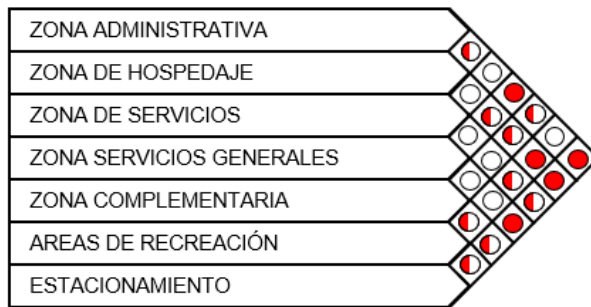 ZONA ADMINISTRATIVA
ZONA DE HOSPEDAJE
ZONA DE SERVICIOS
ZONA SERVICIOS GENERALES
ZONA COMPLEMENTARIA
AREAS DE RECREACIÓN
ESTACIONAMIENTO